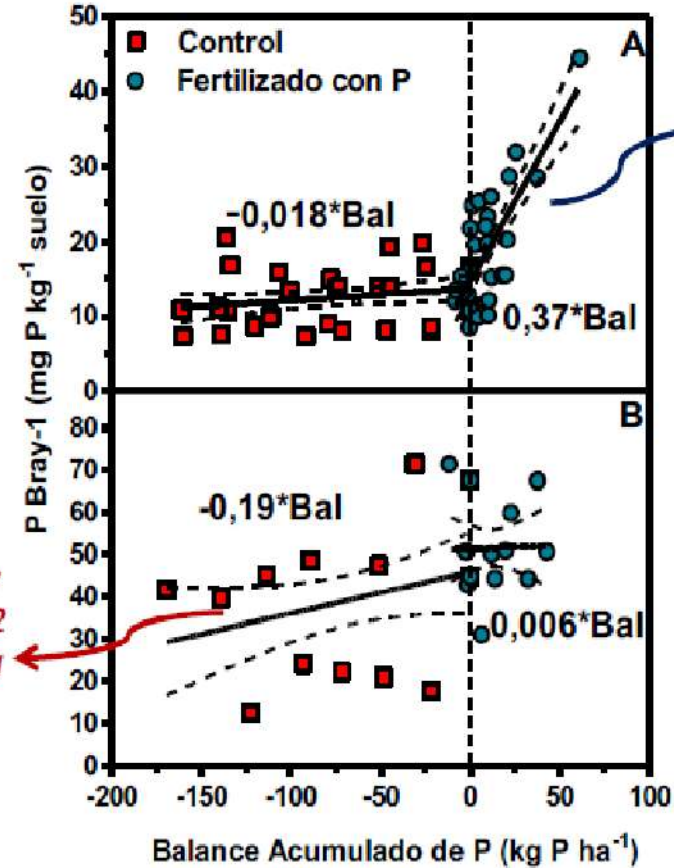 50
Control
A
Fertilizado con P
40
30
-0,018*Bal
20
10
0,37*Bal
0
P Bray-1 (mg P kg⁻¹ suelo)
B
80
70
-0,19*Bal
60
50
40
30
0,006*Bal
20
10
0
-200 -150 -100 -50 0 50 100
Balance Acumulado de P (kg P ha⁻¹)